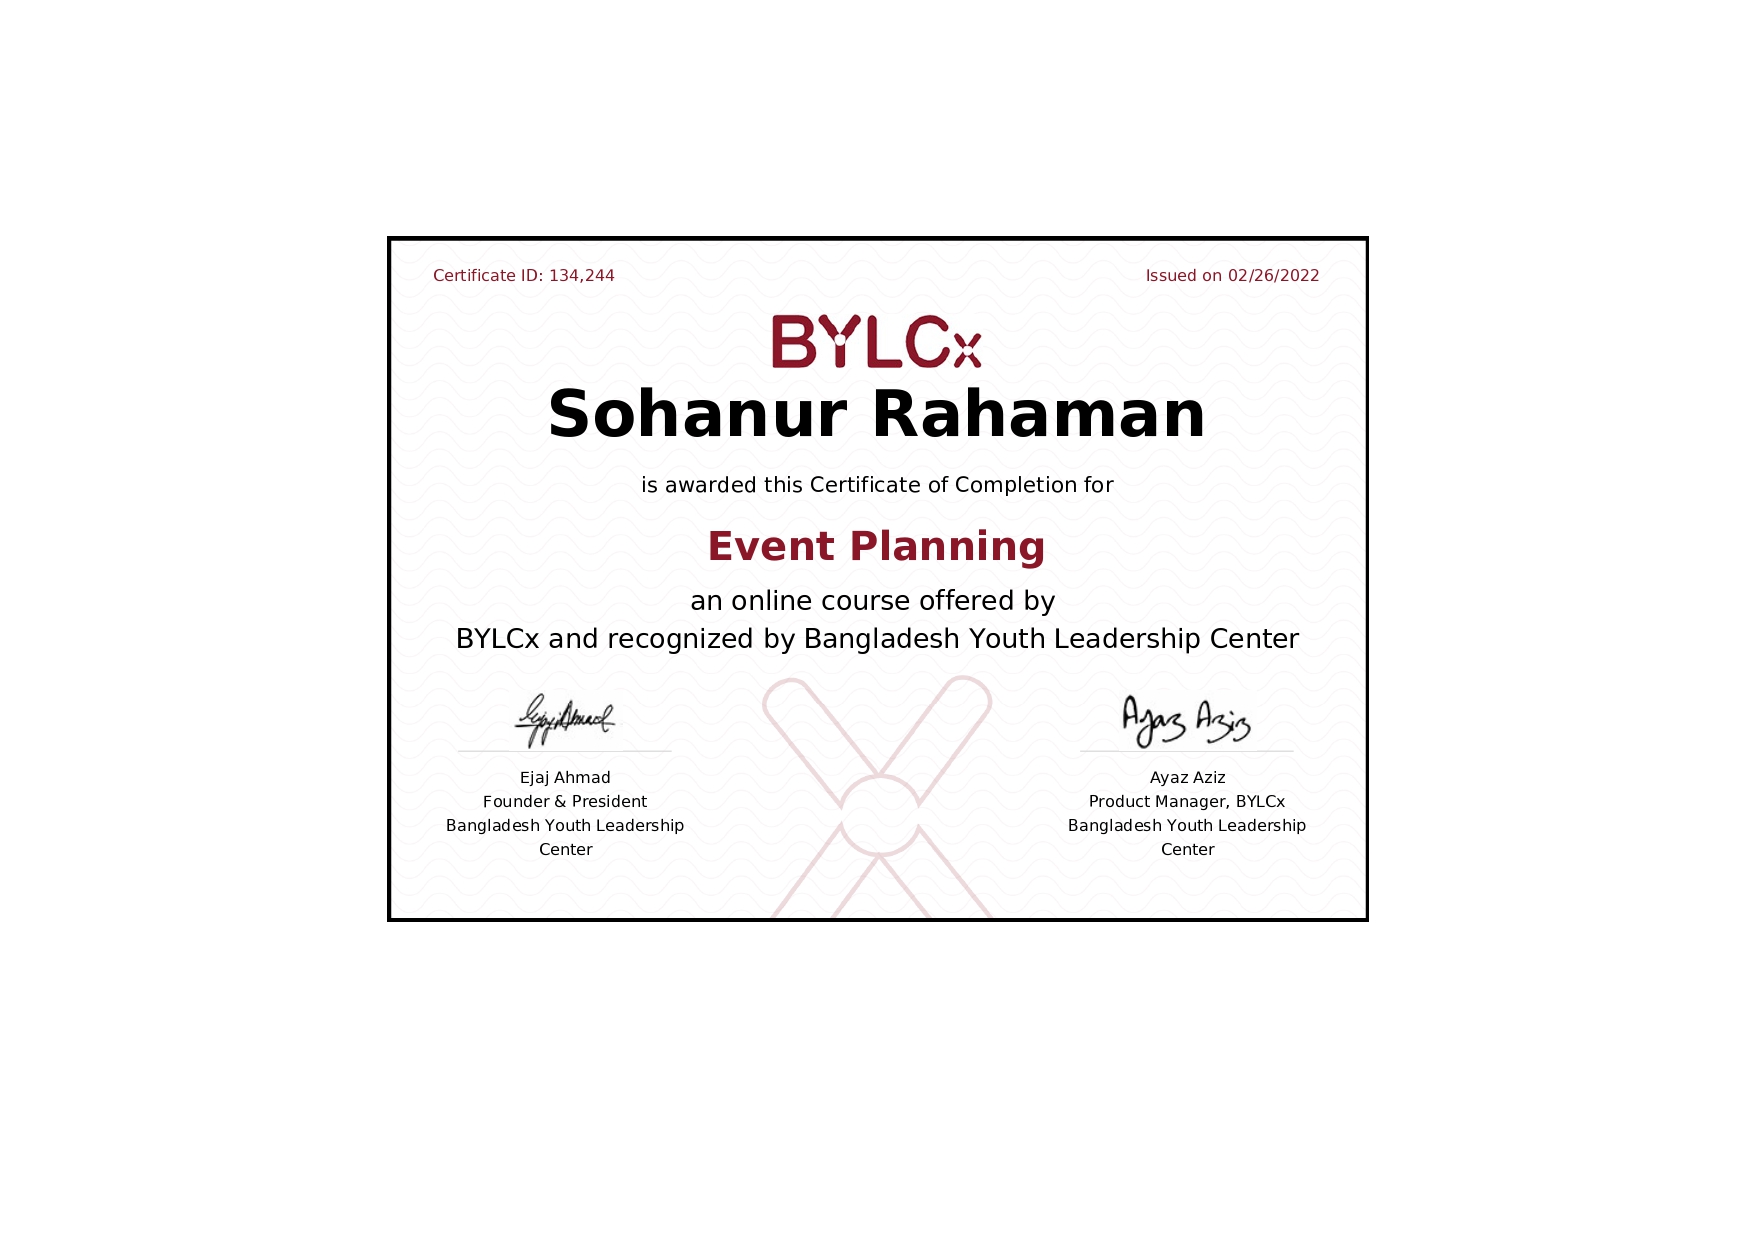 Certificate ID: 134,244
Issued on 02/26/2022
BYLCx
Sohanur Rahaman
is awarded this Certificate of Completion for
Event Planning
an online course offered by
BYLCx and recognized by Bangladesh Youth Leadership Center
Ejaj Ahmad
Ayaz Aziz
Ejaj Ahmad
Founder & President
Bangladesh Youth Leadership
Center
Ayaz Aziz
Product Manager, BYLCx
Bangladesh Youth Leadership
Center